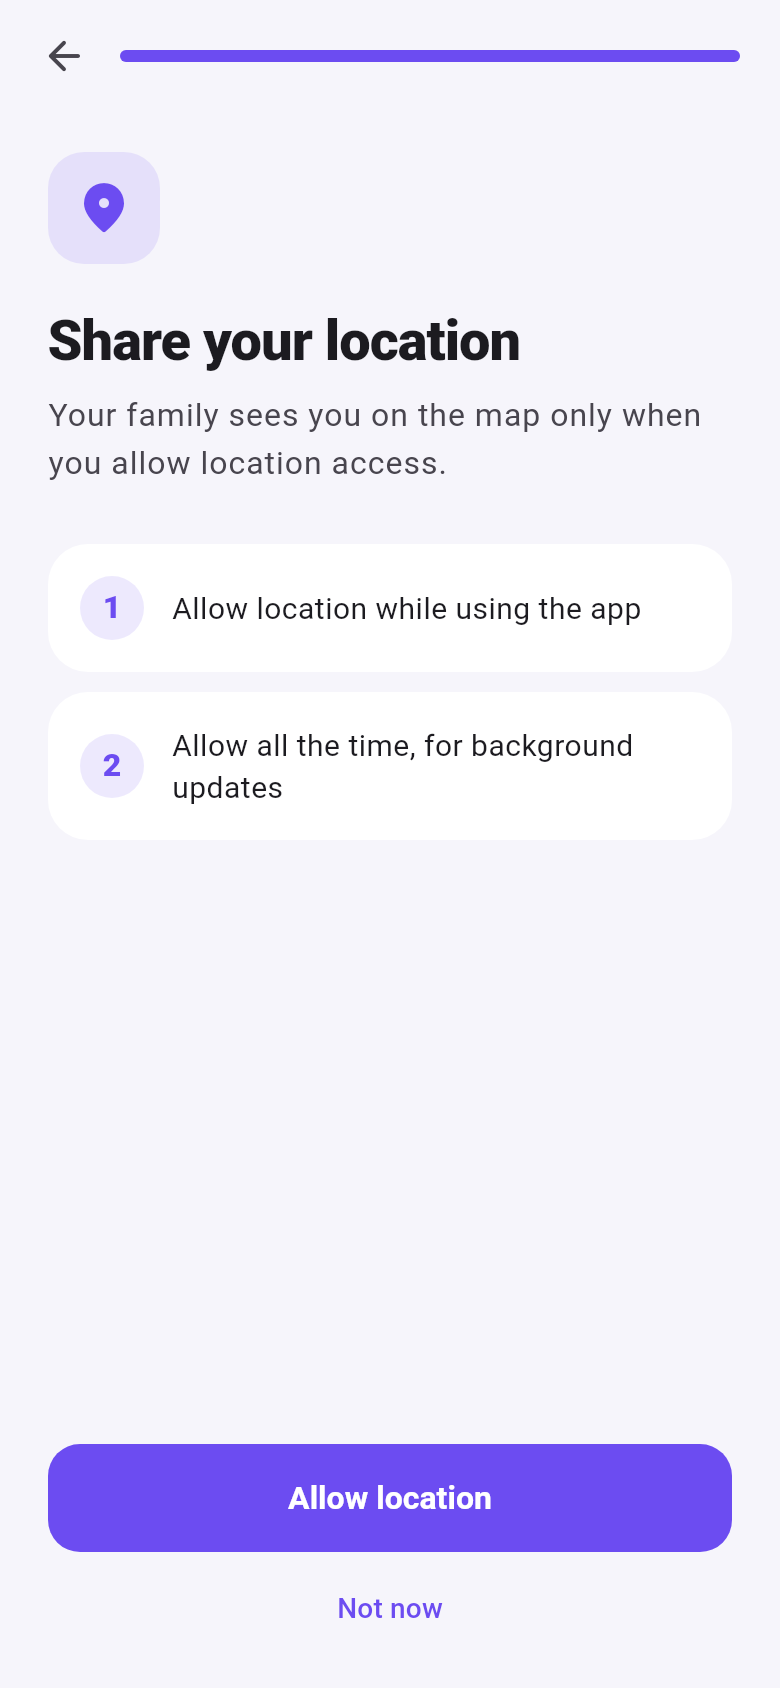 Share your location
Your family sees you on the map only when
you allow location access.
1
Allow location while using the app
2
Allow all the time, for background
updates
Allow location
Not now